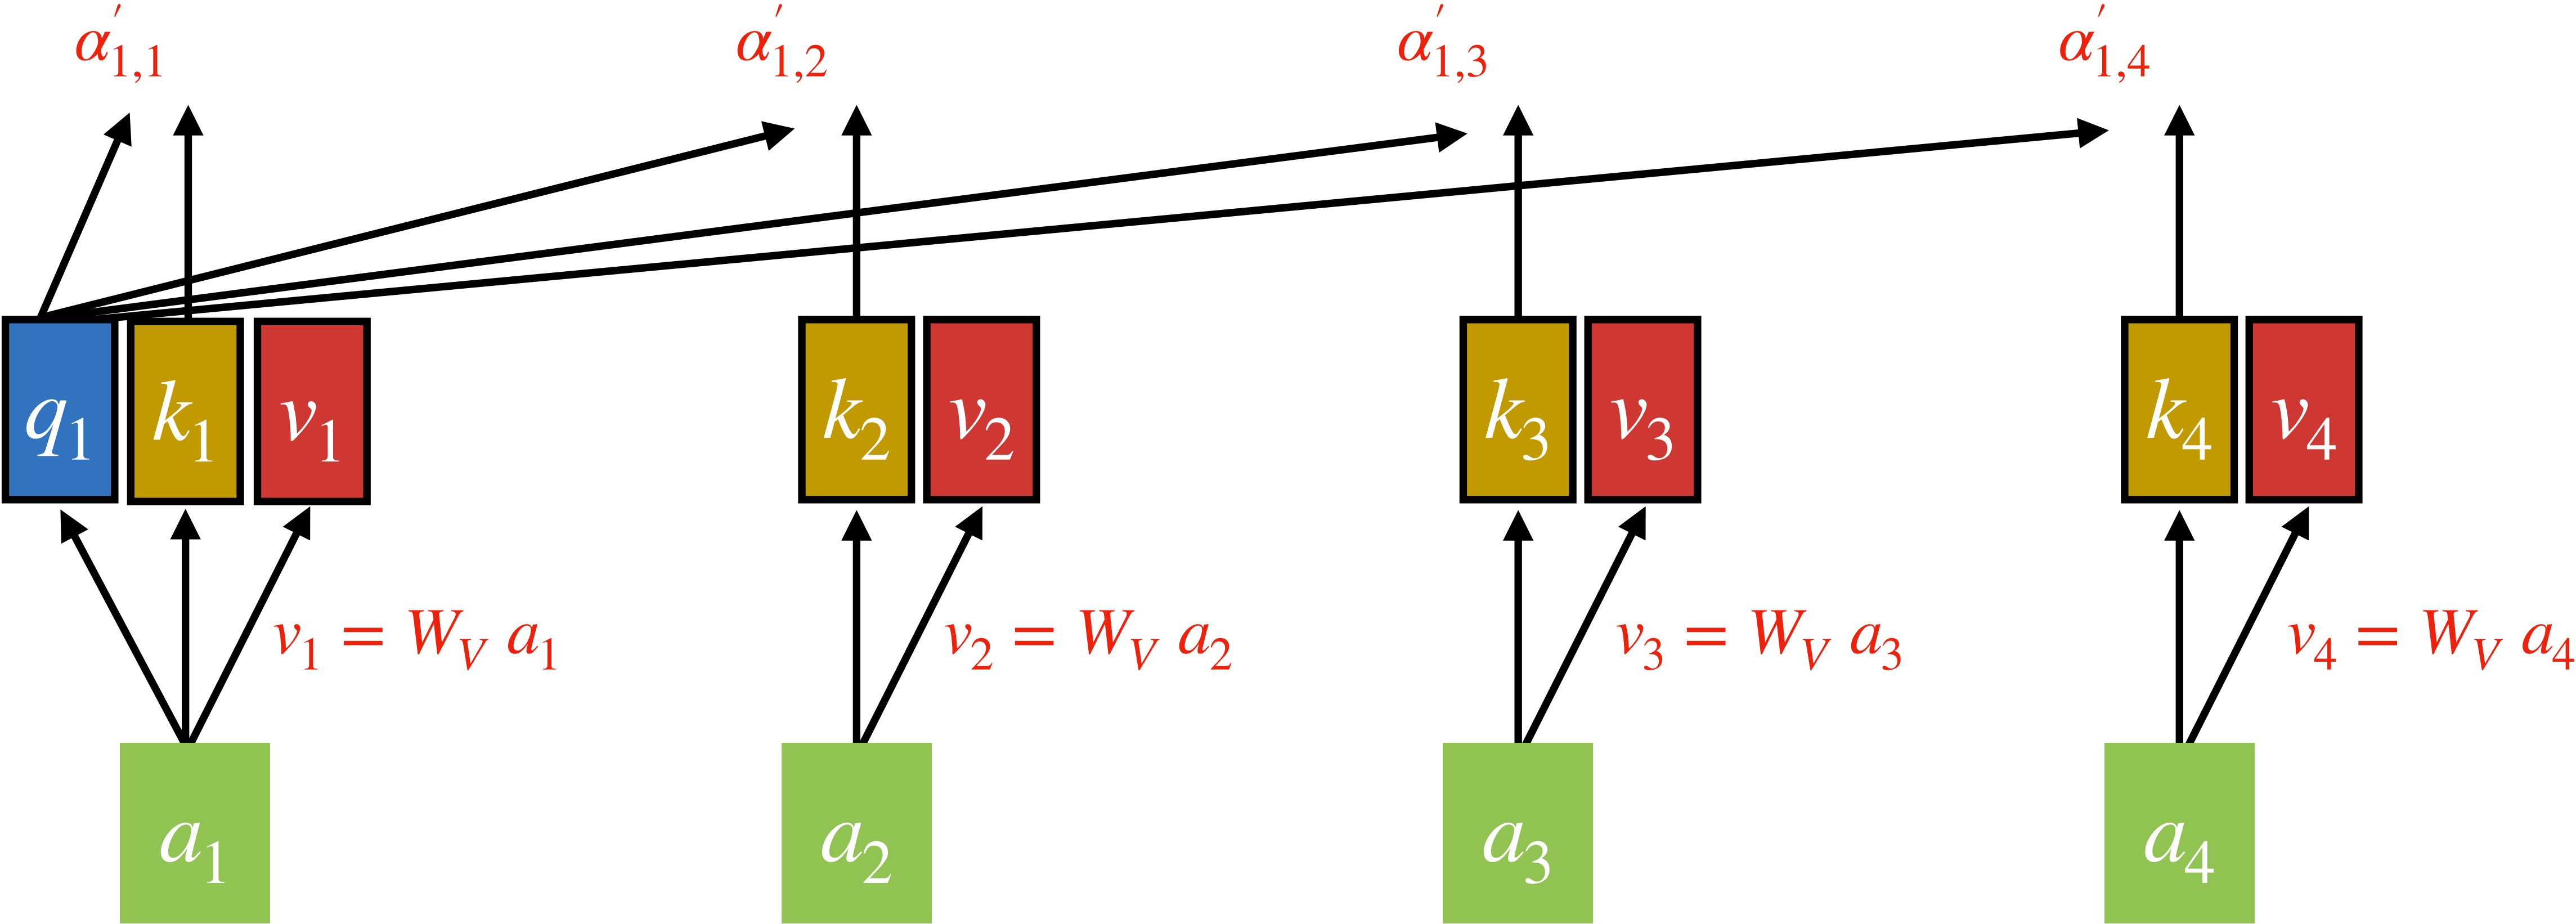 α′1,1 α′1,2 α′1,3 α′1,4
q1 k1 v1 k2 v2 k3 v3 k4 v4
v1 = WV a1 v2 = WV a2 v3 = WV a3 v4 = WV a4
a1 a2 a3 a4